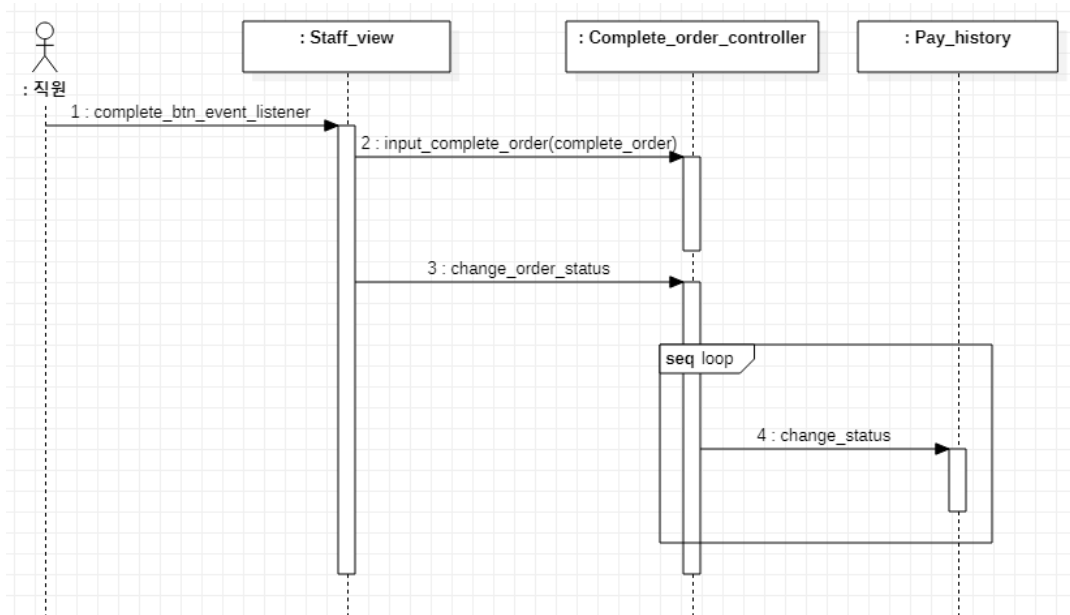 : Staff_view
: Complete_order_controller
: Pay_history
: 직원
1 : complete_btn_event_listener
2 : input_complete_order(complete_order)
3 : change_order_status
seq loop
4 : change_status